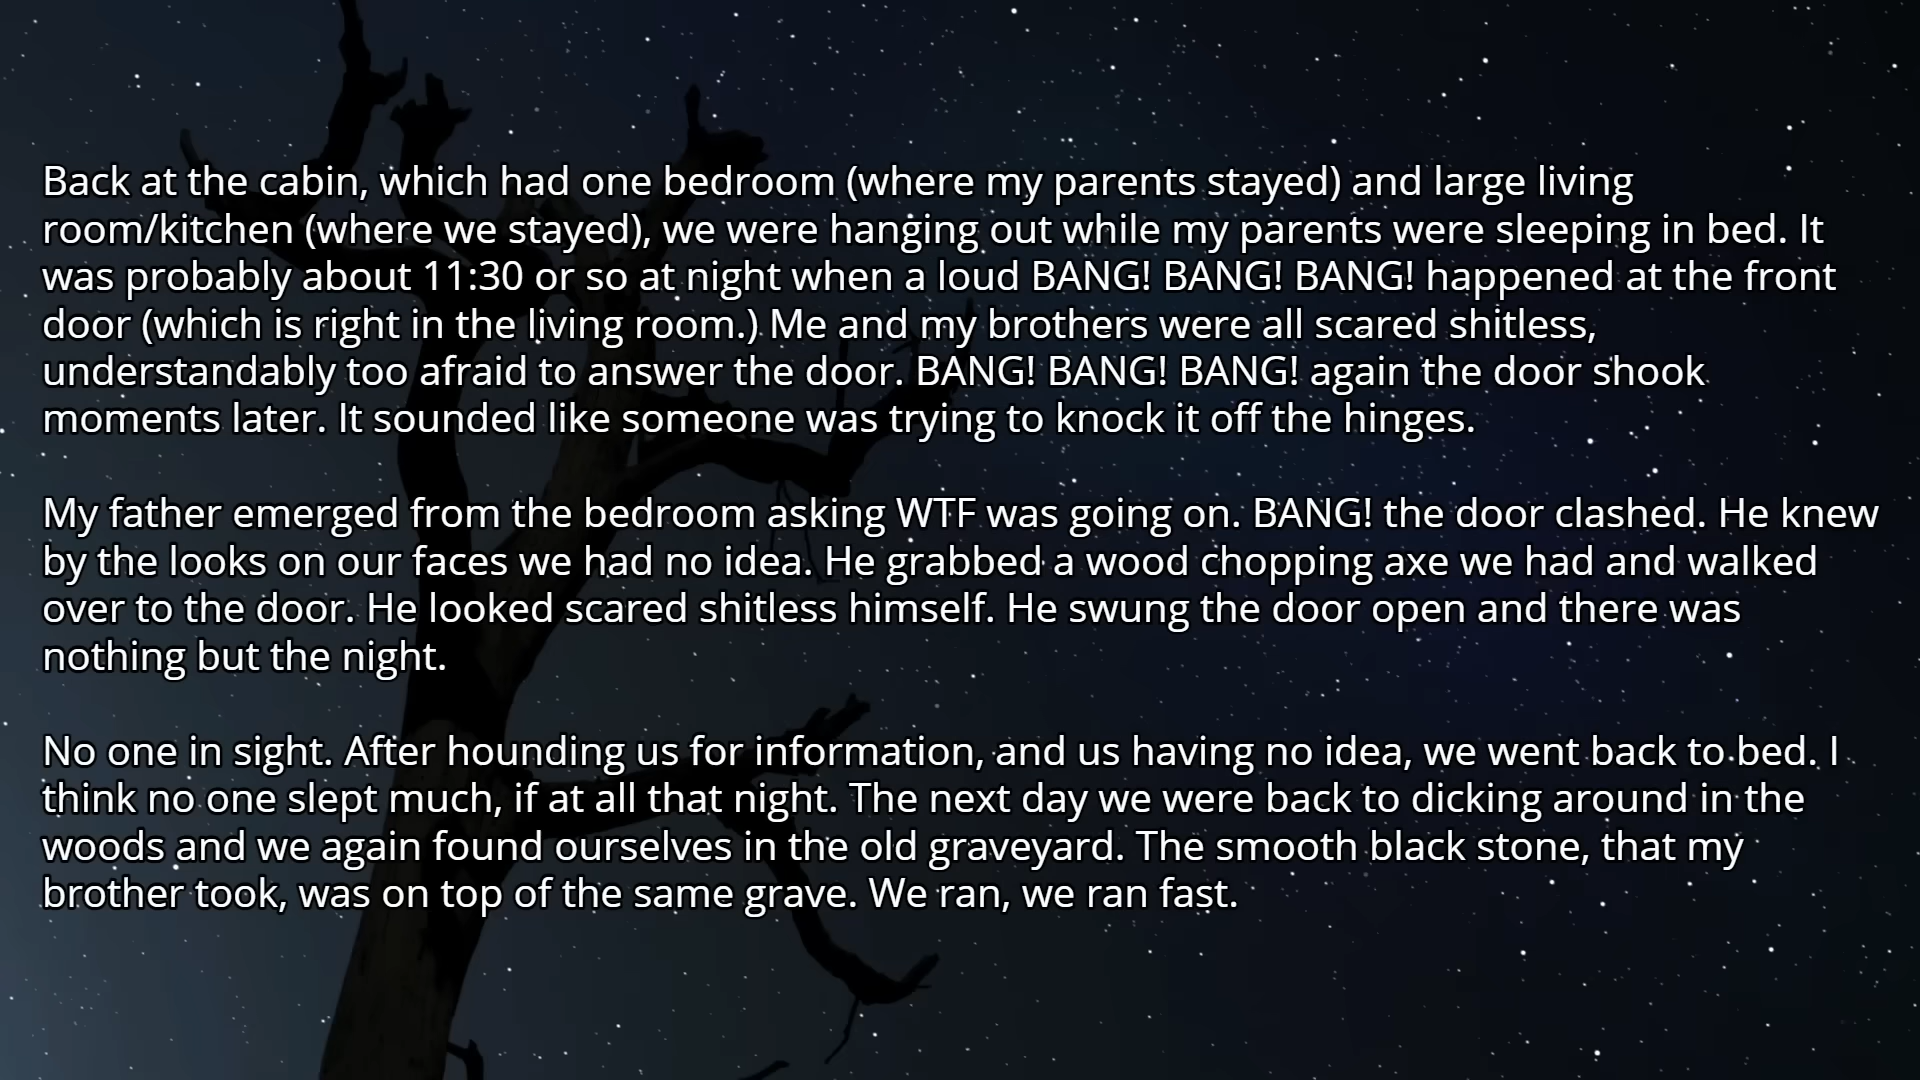 Back at the cabin, which had one bedroom (where my parents stayed) and large living
room/kitchen (where we stayed), we were hanging out while my parents were sleeping in bed. It
was probably about 11:30 or so at night when a loud BANG! BANG! BANG! happened at the front
door (which is right in the living room.) Me and my brothers were all scared shitless,
understandably too afraid to answer the door. BANG! BANG! BANG! again the door shook
moments later. It sounded like someone was trying to knock it off the hinges.
My father emerged from the bedroom asking WTF was going on. BANG! the door clashed. He knew
by the looks on our faces we had no idea. He grabbed a wood chopping axe we had and walked
over to the door. He looked scared shitless himself. He swung the door open and there was
nothing but the night.
No one in sight. After hounding us for information, and us having no idea, we went back to bed. I
think no one slept much, if at all that night. The next day we were back to dicking around in the
woods and we again found ourselves in the old graveyard. The smooth black stone, that my
brother took, was on top of the same grave. We ran, we ran fast.